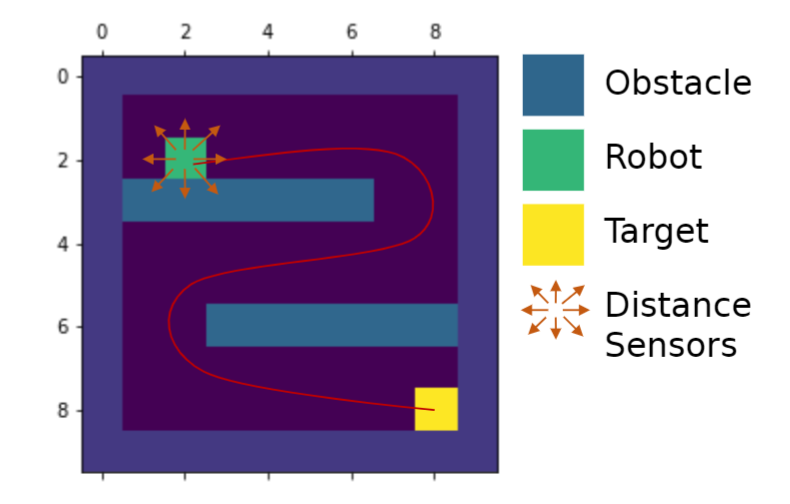 0 2 4 6 8
0
2
4
6
8
Obstacle
Robot
Target
Distance
Sensors